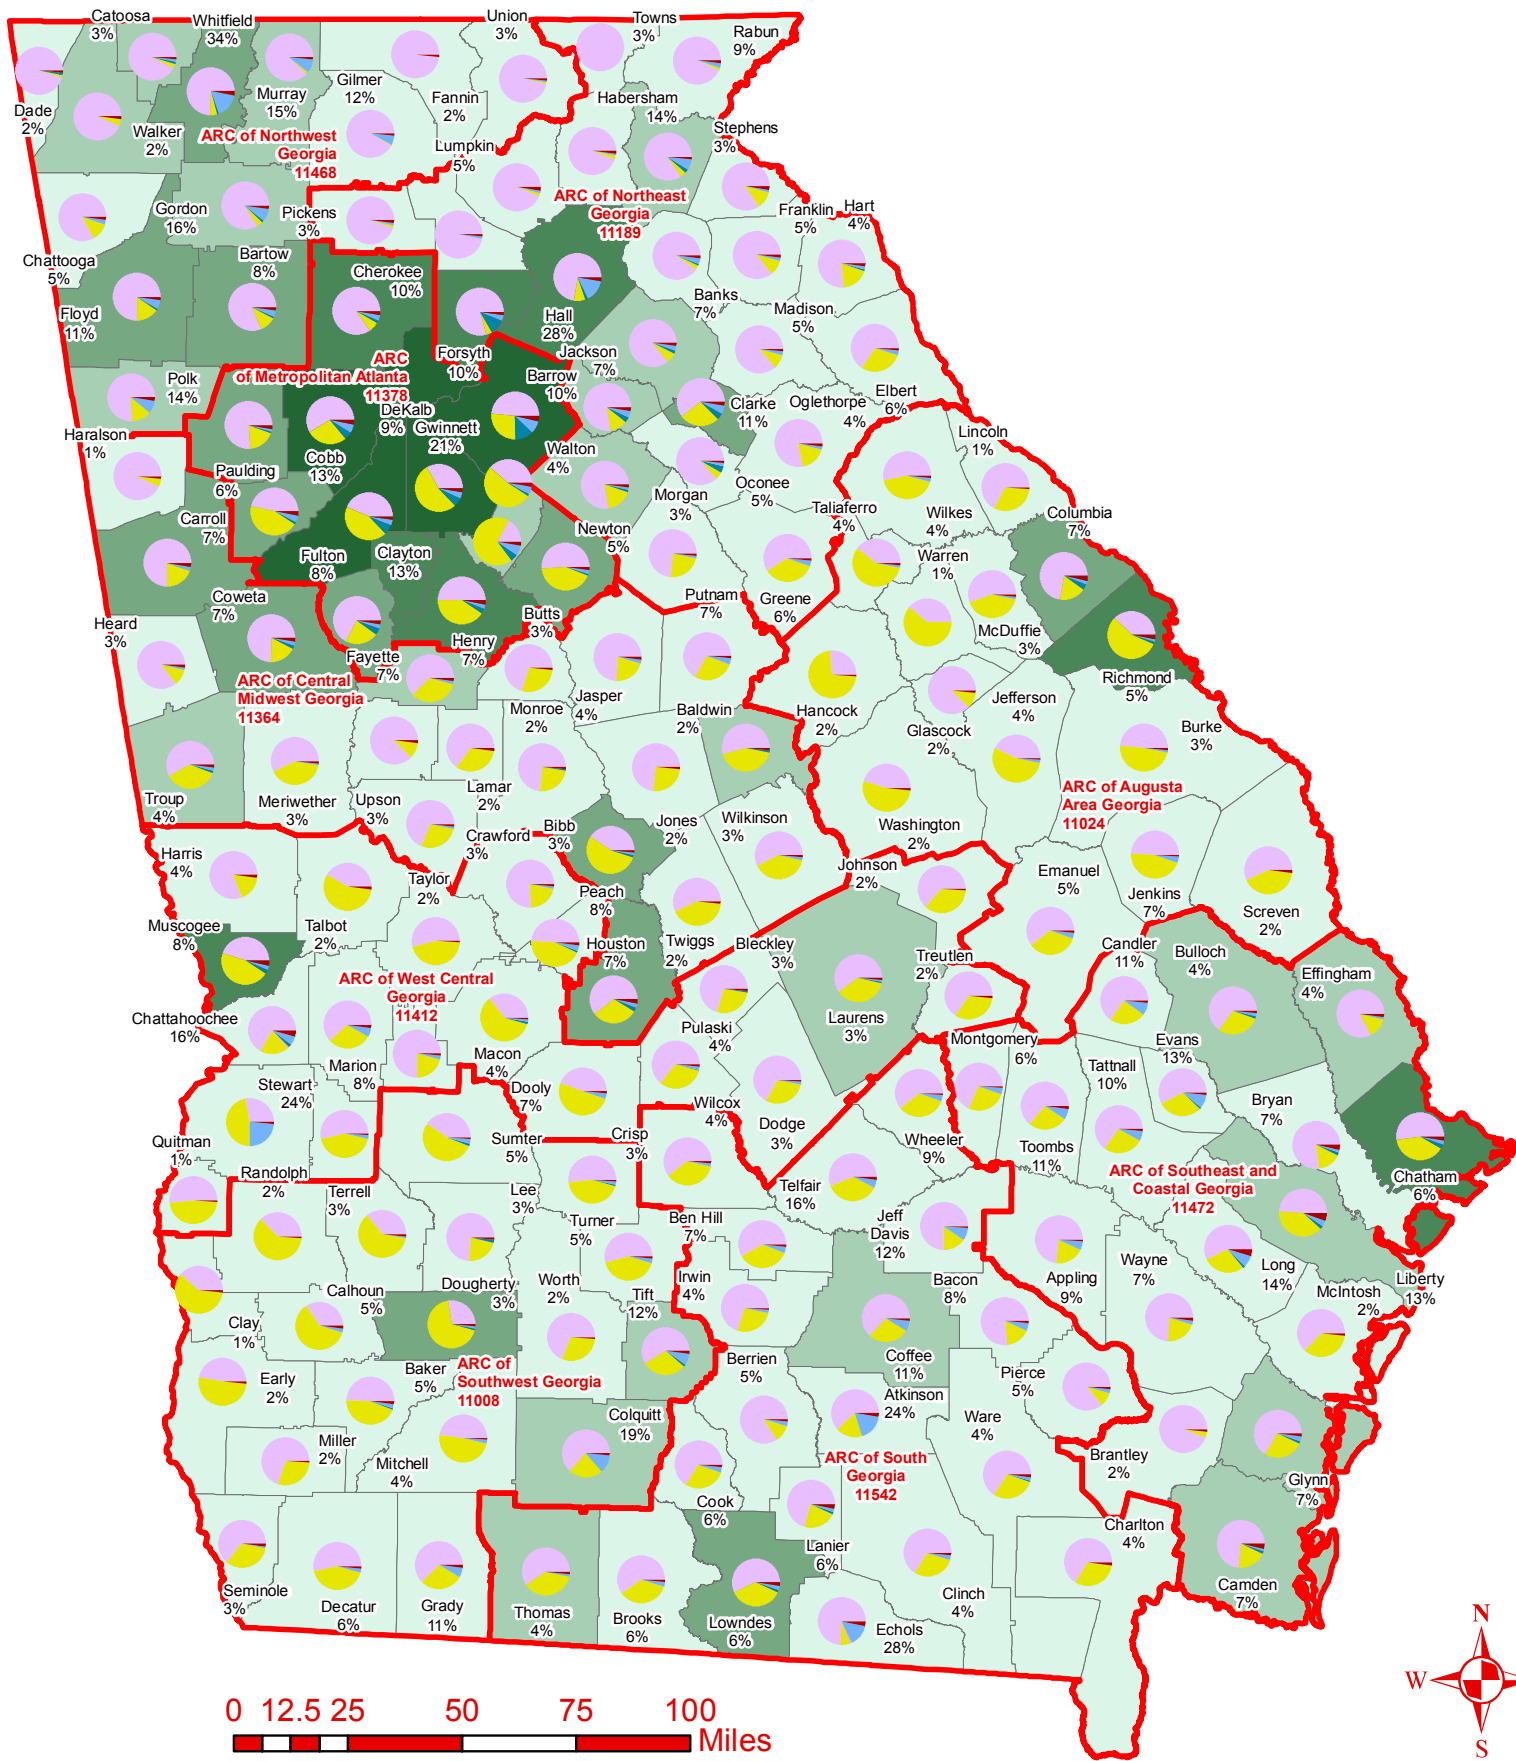 Catoosa
3%
Whitfield
34%
Union
3%
Towns
3%
Rabun
9%
Dade
2%
Walker
2%
Murray
15%
Gilmer
12%
Fannin
2%
Habersham
14%
Stephens
3%
ARC of Northwest
Georgia
11468
Lumpkin
5%
ARC of Northeast
Georgia
11189
Gordon
16%
Pickens
3%
Franklin
5%
Hart
4%
Chattooga
5%
Bartow
8%
Cherokee
10%
Banks
7%
Madison
5%
Floyd
11%
Hall
28%
Forsyth
10%
Jackson
7%
ARC
of Metropolitan Atlanta
11378
Barrow
10%
Elbert
6%
Polk
14%
DeKalb
9%
Gwinnett
21%
Clarke
11%
Oglethorpe
4%
Haralson
1%
Cobb
13%
Walton
4%
Lincoln
1%
Paulding
6%
Oconee
5%
Morgan
3%
Taliaferro
4%
Wilkes
4%
Columbia
7%
Carroll
7%
Newton
5%
Fulton
8%
Clayton
13%
Warren
1%
Coweta
7%
Butts
3%
Putnam
7%
Greene
6%
McDuffie
3%
Heard
3%
Fayette
7%
Henry
7%
Richmond
5%
ARC of Central
Midwest Georgia
11364
Jasper
4%
Monroe
2%
Baldwin
2%
Hancock
2%
Glascock
2%
Jefferson
4%
Burke
3%
Troup
4%
Meriwether
3%
Upson
3%
Lamar
2%
ARC of Augusta
Area Georgia
11024
Crawford
3%
Bibb
3%
Jones
2%
Wilkinson
3%
Washington
2%
Harris
4%
Taylor
2%
Johnson
2%
Emanuel
5%
Jenkins
7%
Screven
2%
Muscogee
8%
Talbot
2%
Peach
8%
Houston
7%
Twiggs
2%
Bleckley
3%
Treutlen
2%
Candler
11%
Bulloch
4%
Effingham
4%
ARC of West Central
Georgia
11412
Chattahoochee
16%
Marion
8%
Macon
4%
Pulaski
4%
Laurens
3%
Montgomery
6%
Evans
13%
Tattnall
10%
Stewart
24%
Dooly
7%
Wilcox
4%
Dodge
3%
Wheeler
9%
Toombs
11%
Bryan
7%
Quitman
1%
Randolph
2%
Sumter
5%
Crisp
3%
ARC of Southeast and
Coastal Georgia
11472
Chatham
6%
Terrell
3%
Lee
3%
Turner
5%
Ben Hill
7%
Telfair
16%
Jeff
Davis
12%
Appling
9%
Wayne
7%
Long
14%
Liberty
13%
Calhoun
5%
Dougherty
3%
Worth
2%
Tift
12%
Irwin
4%
Bacon
8%
McIntosh
2%
Clay
1%
Early
2%
Baker
5%
ARC of
Southwest Georgia
11008
Berrien
5%
Coffee
11%
Atkinson
24%
Pierce
5%
Colquitt
19%
Ware
4%
Miller
2%
Mitchell
4%
ARC of South
Georgia
11542
Brantley
2%
Glynn
7%
Cook
6%
Lanier
6%
Charlton
4%
Seminole
3%
Decatur
6%
Grady
11%
Thomas
4%
Brooks
6%
Lowndes
6%
Echols
28%
Clinch
4%
Camden
7%
N
W
S
0 12.5 25 50 75 100
Miles